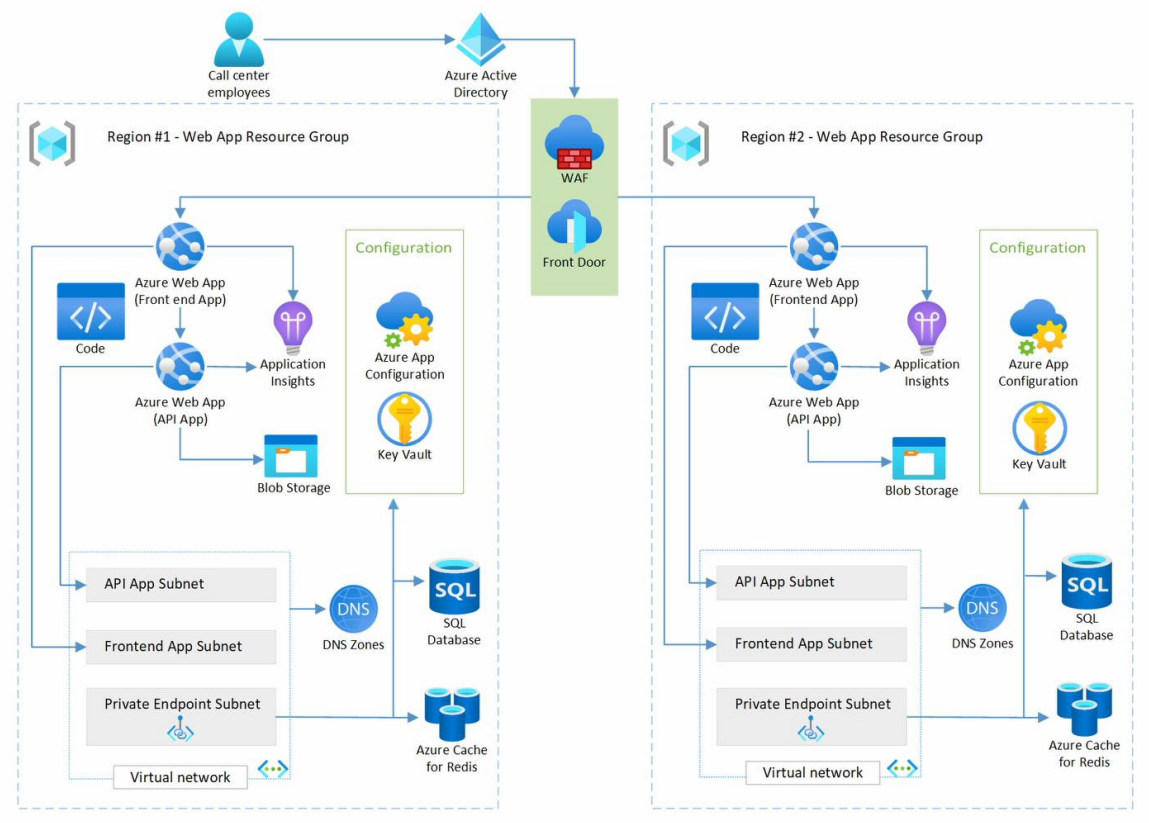 Call center
employees
Azure Active
Directory
WAF
Front Door
Region #1 - Web App Resource Group
Azure Web App
(Front end App)
Code
Application
Insights
Azure Web App
(API App)
Blob Storage
Configuration
Azure App
Configuration
Key Vault
API App Subnet
Frontend App Subnet
Private Endpoint Subnet
Virtual network
DNS
DNS Zones
SQL
SQL
Database
Azure Cache
for Redis
Region #2 - Web App Resource Group
Azure Web App
(Frontend App)
Code
Application
Insights
Azure Web App
(API App)
Blob Storage
Configuration
Azure App
Configuration
Key Vault
API App Subnet
Frontend App Subnet
Private Endpoint Subnet
Virtual network
DNS
DNS Zones
SQL
SQL
Database
Azure Cache
for Redis